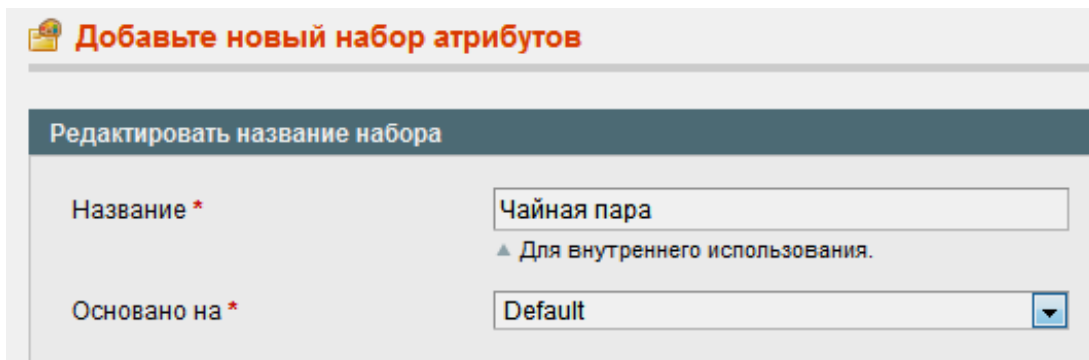 Добавьте новый набор атрибутов
Редактировать название набора
Название *
Чайная пара
▲ Для внутреннего использования.
Основано на *
Default